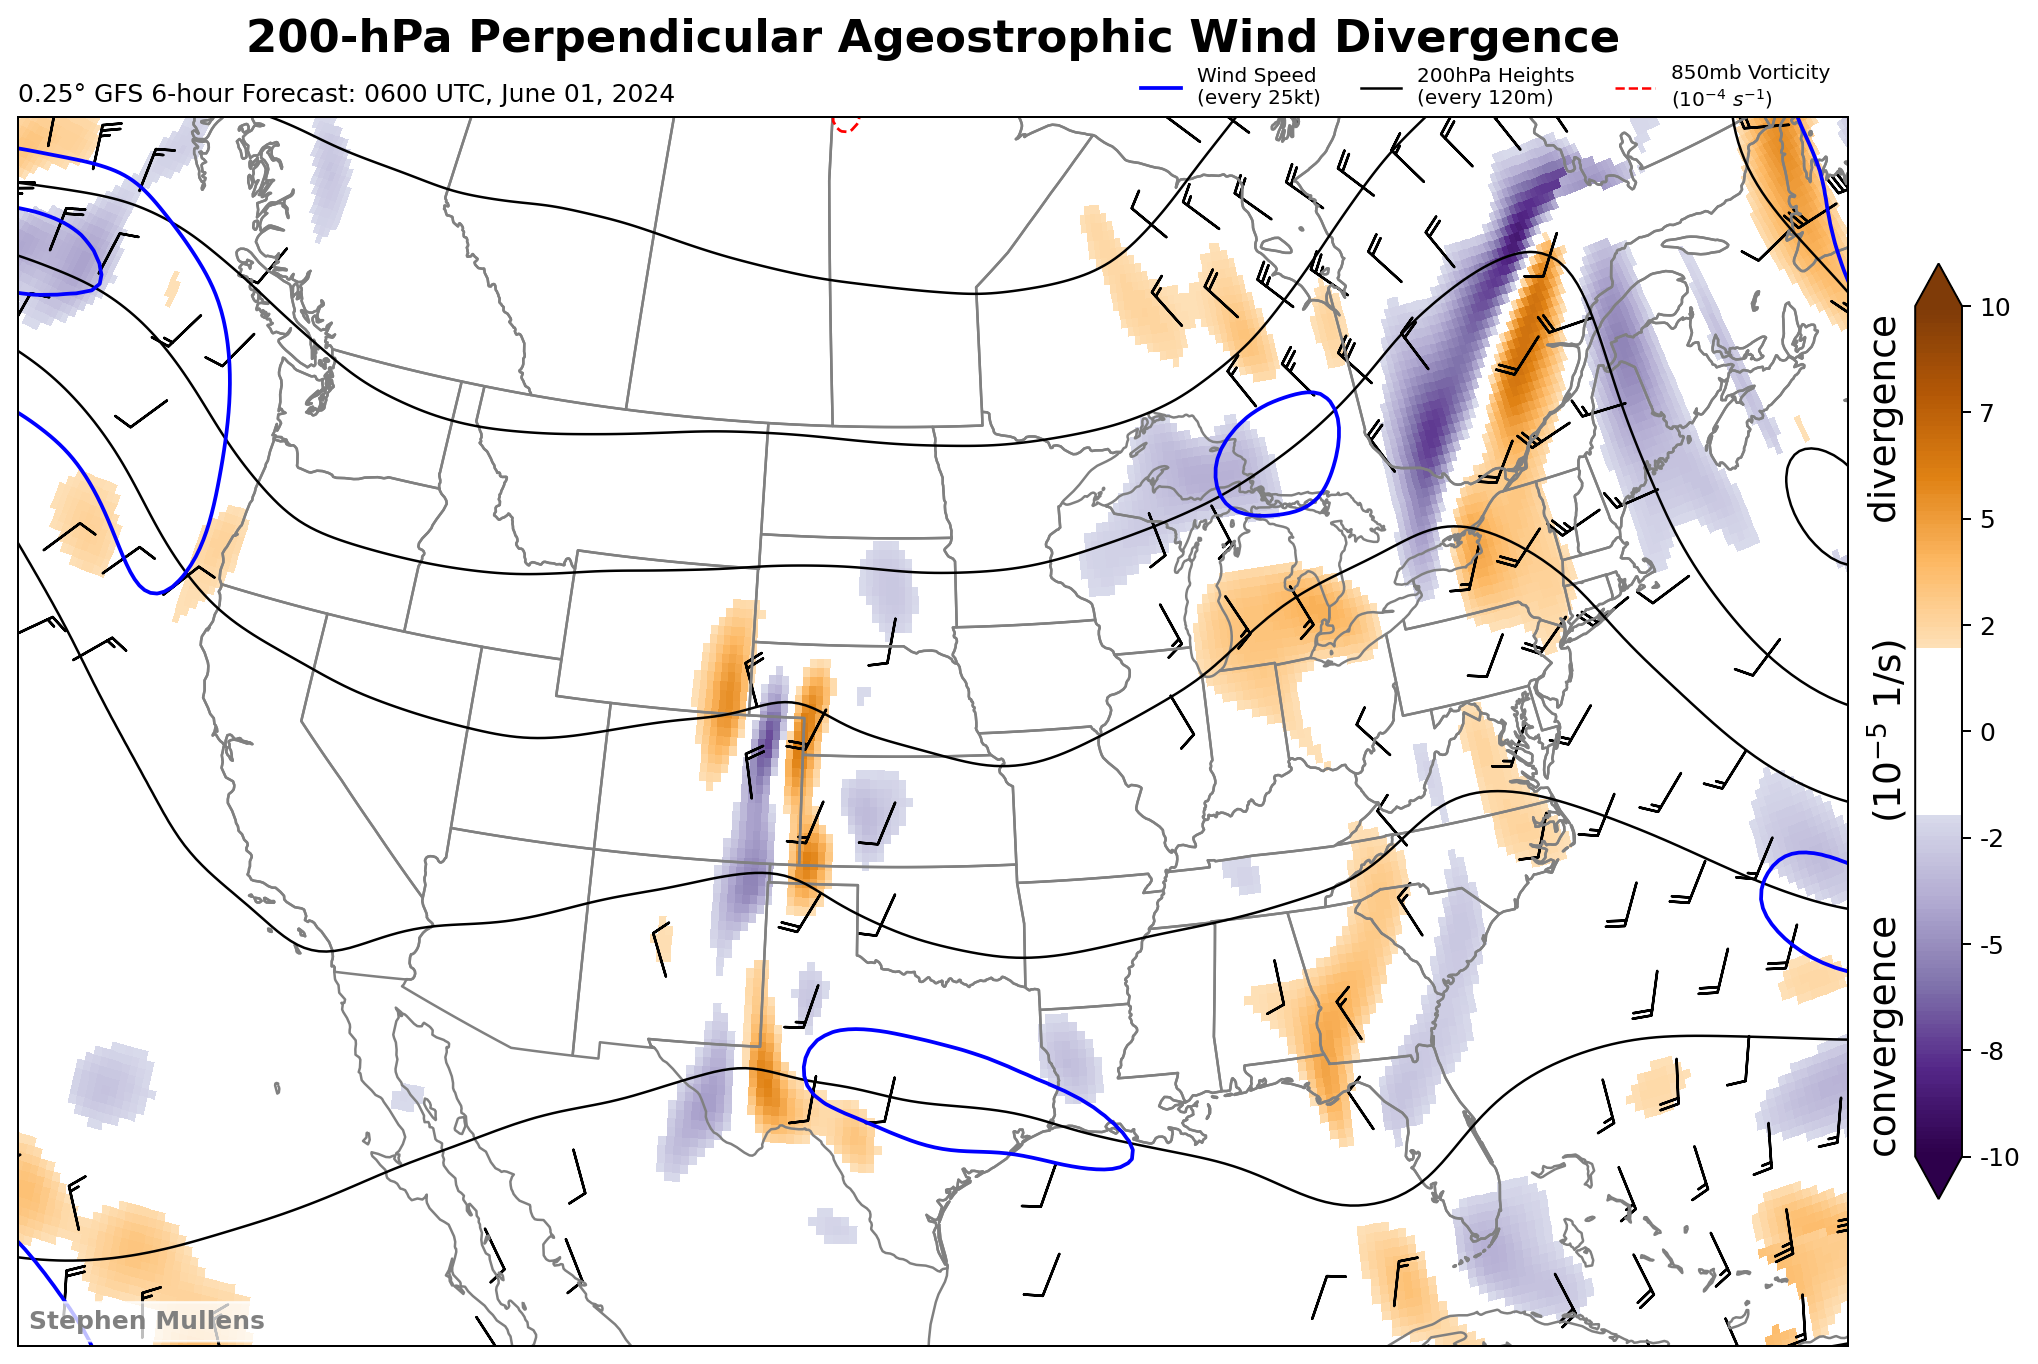 200-hPa Perpendicular Ageostrophic Wind Divergence
0.25° GFS 6-hour Forecast: 0600 UTC, June 01, 2024
Wind Speed
(every 25kt)
200hPa Heights
(every 120m)
850mb Vorticity
(10⁻⁴ s⁻¹)
convergence (10⁻⁵ 1/s) divergence
10
7
5
2
0
-2
-5
-8
-10
Stephen Mullens